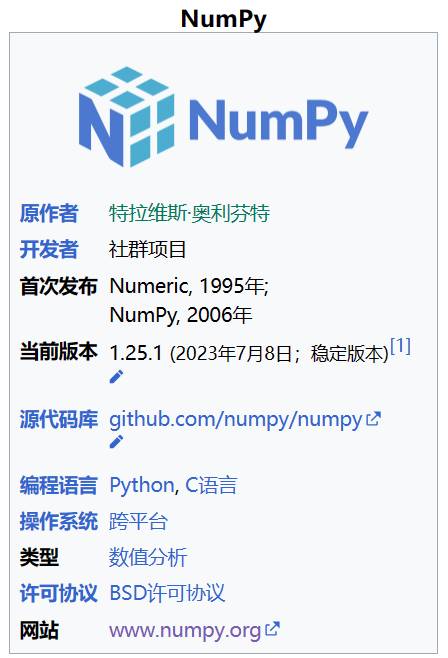 NumPy
NumPy
原作者 特拉维斯·奥利芬特
开发者 社群项目
首次发布 Numeric, 1995年;
NumPy, 2006年
当前版本 1.25.1 (2023年7月8日；稳定版本)[1]
源代码库 github.com/numpy/numpy
编程语言 Python, C语言
操作系统 跨平台
类型 数值分析
许可协议 BSD许可协议
网站 www.numpy.org